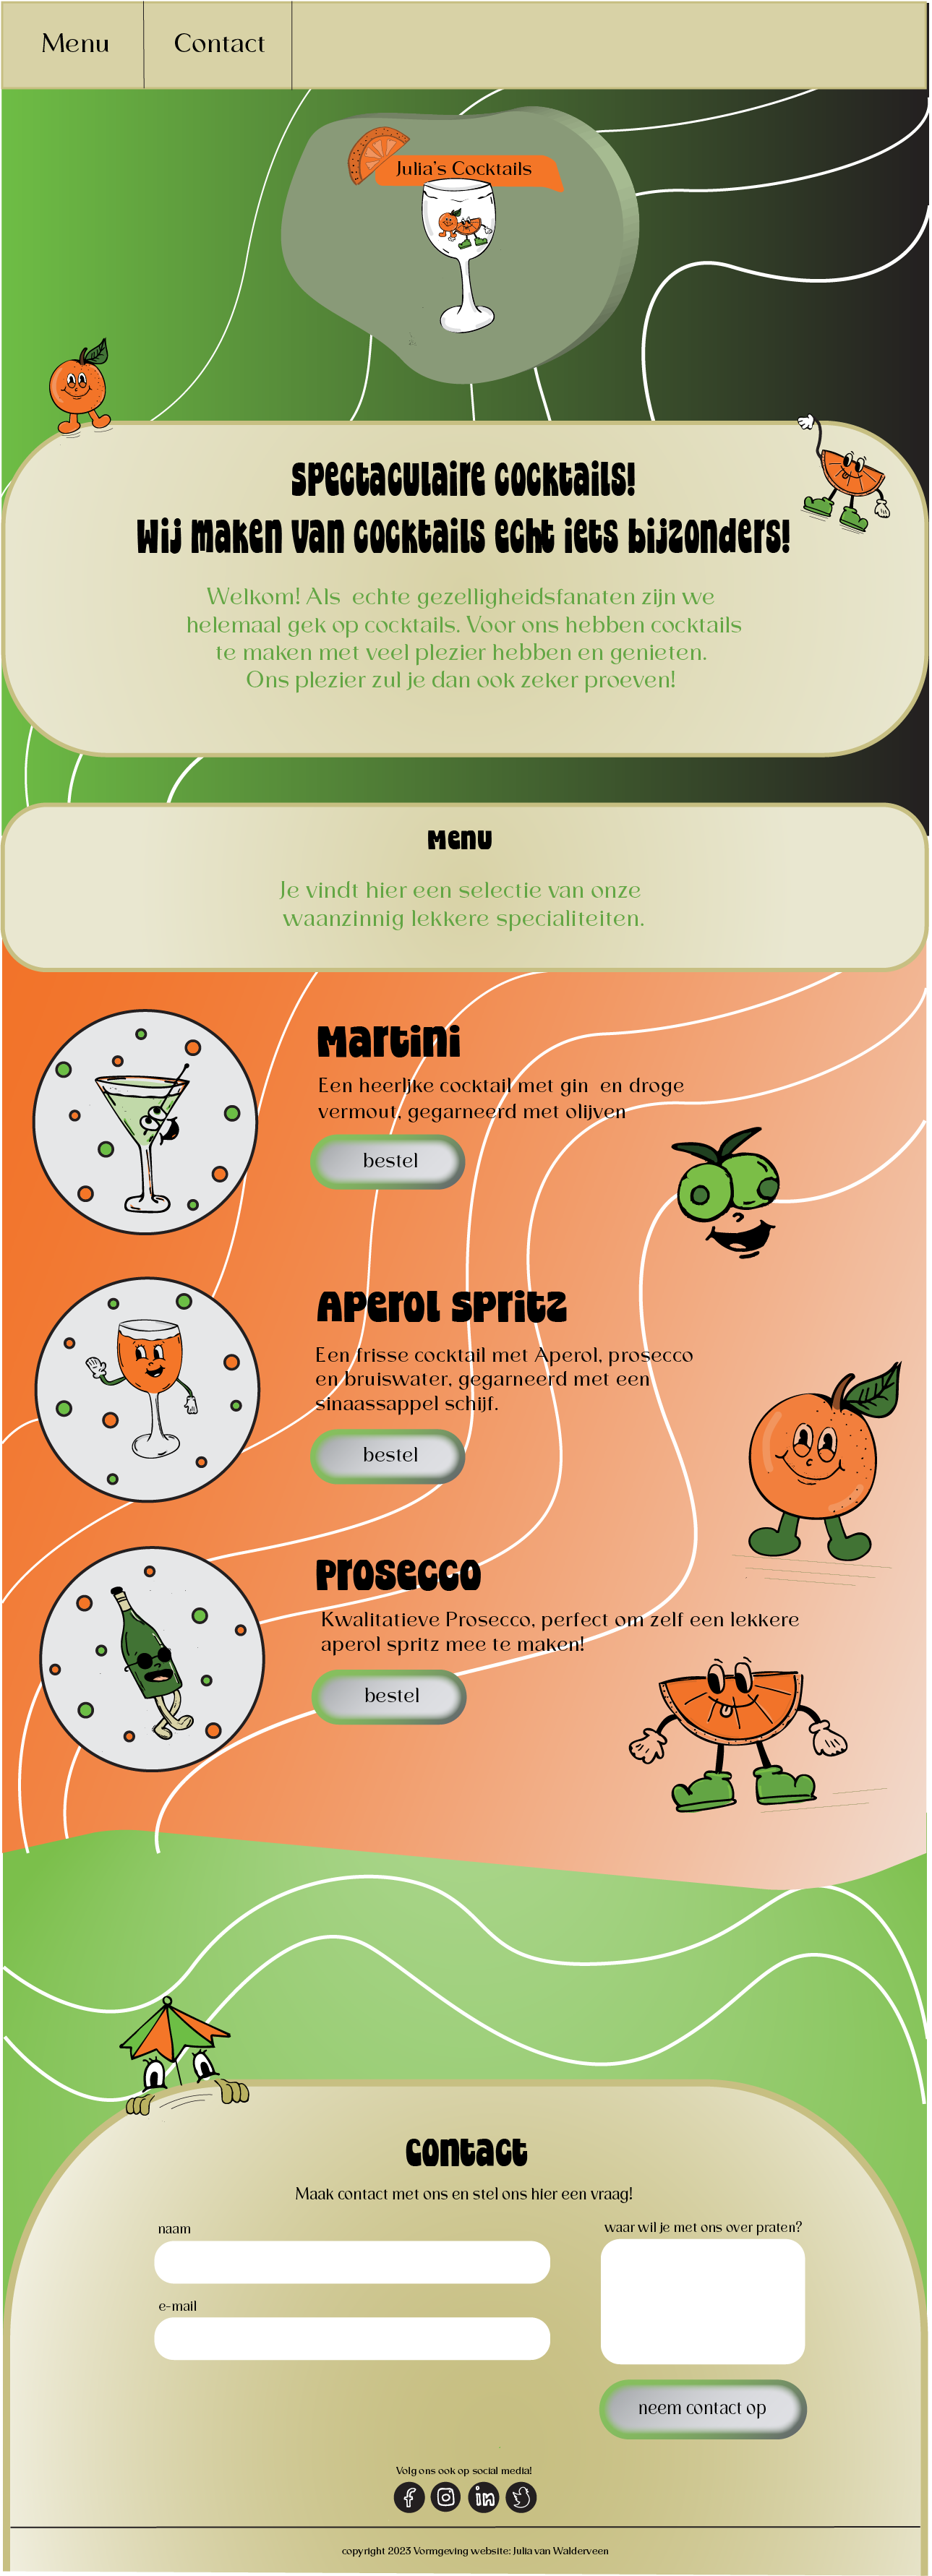 Menu
Contact
Julia's Cocktails
Spectaculaire cocktails!
Wij maken van cocktails echt iets bijzonders!
Welkom! Als echte gezelligheidsfanaten zijn we
helemaal gek op cocktails. Voor ons hebben cocktails
te maken met veel plezier hebben en genieten.
Ons plezier zul je dan ook zeker proeven!
Menu
Je vindt hier een selectie van onze
waanzinnig lekkere specialiteiten.
Martini
Een heerljke cocktail met gin en droge
vermout, gegarneerd met olijven
bestel
Aperol spritz
Een frisse cocktail met Aperol, prosecco
en bruiswater, gegarneerd met een
sinaassappel schijf.
bestel
Prosecco
Kwalitatieve Prosecco, perfect om zelf een lekkere
aperol spritz mee te maken!
bestel
Contact
Maak contact met ons en stel ons hier een vraag!
naam
waar wil je met ons over praten?
e-mail
neem contact op
Volg ons ook op social media!
in
copyright 2023 Vormgeving website: Julia van Walderveen